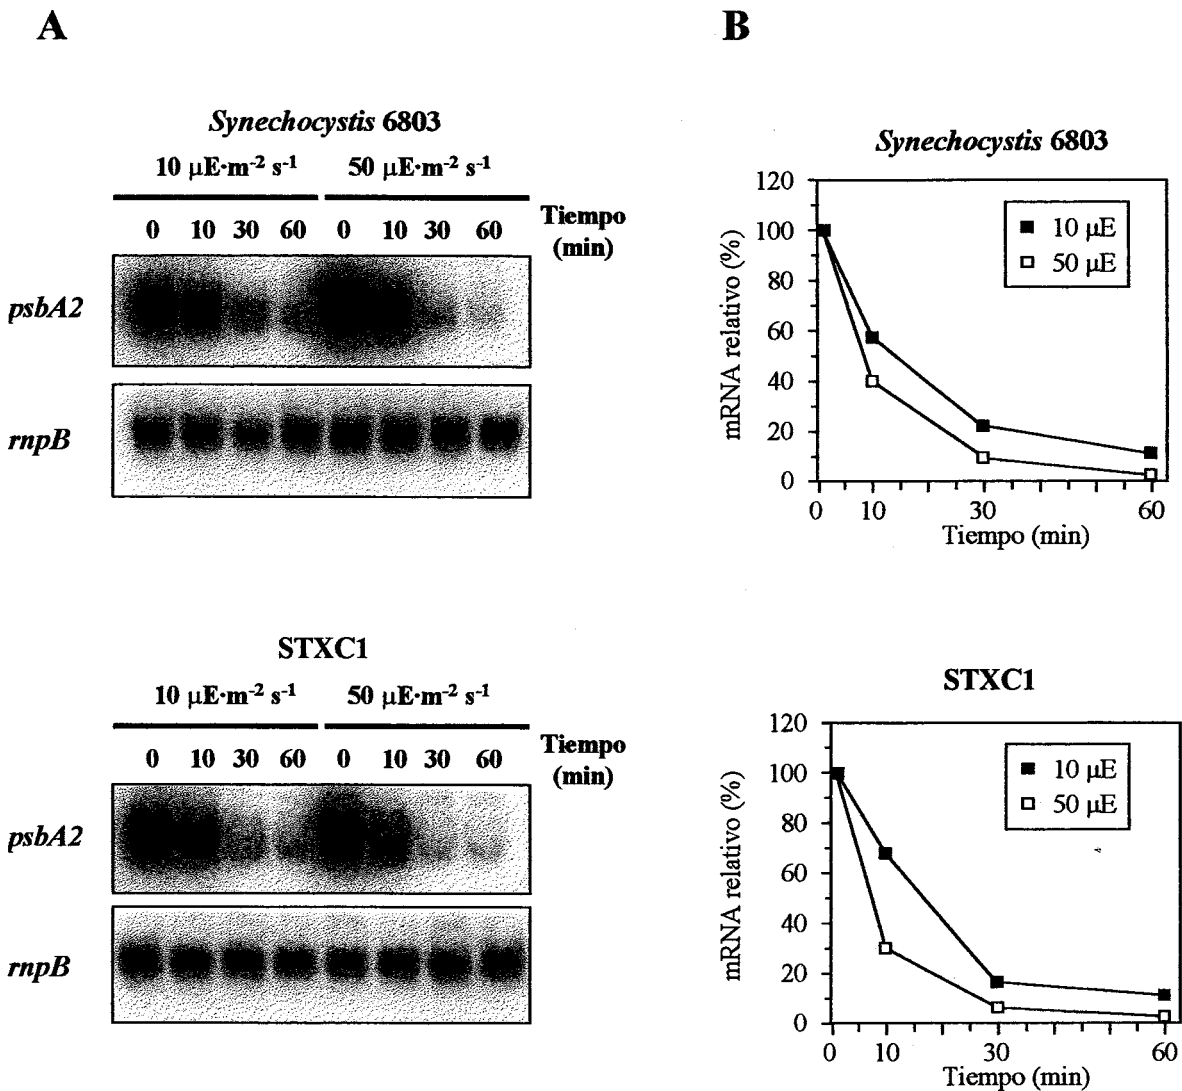 A
Synechocystis 6803
10 µE·m-2 s-1 50 µE·m-2 s-1
0 10 30 60 0 10 30 60 Tiempo (min)
psbA2
rnpB
STXC1
10 µE·m-2 s-1 50 µE·m-2 s-1
0 10 30 60 0 10 30 60 Tiempo (min)
psbA2
rnpB
B
Synechocystis 6803
mRNA relativo (%)
120
100
80
60
40
20
0
10 µE
50 µE
0 10 30 60
Tiempo (min)
STXC1
mRNA relativo (%)
120
100
80
60
40
20
0
10 µE
50 µE
0 10 30 60
Tiempo (min)